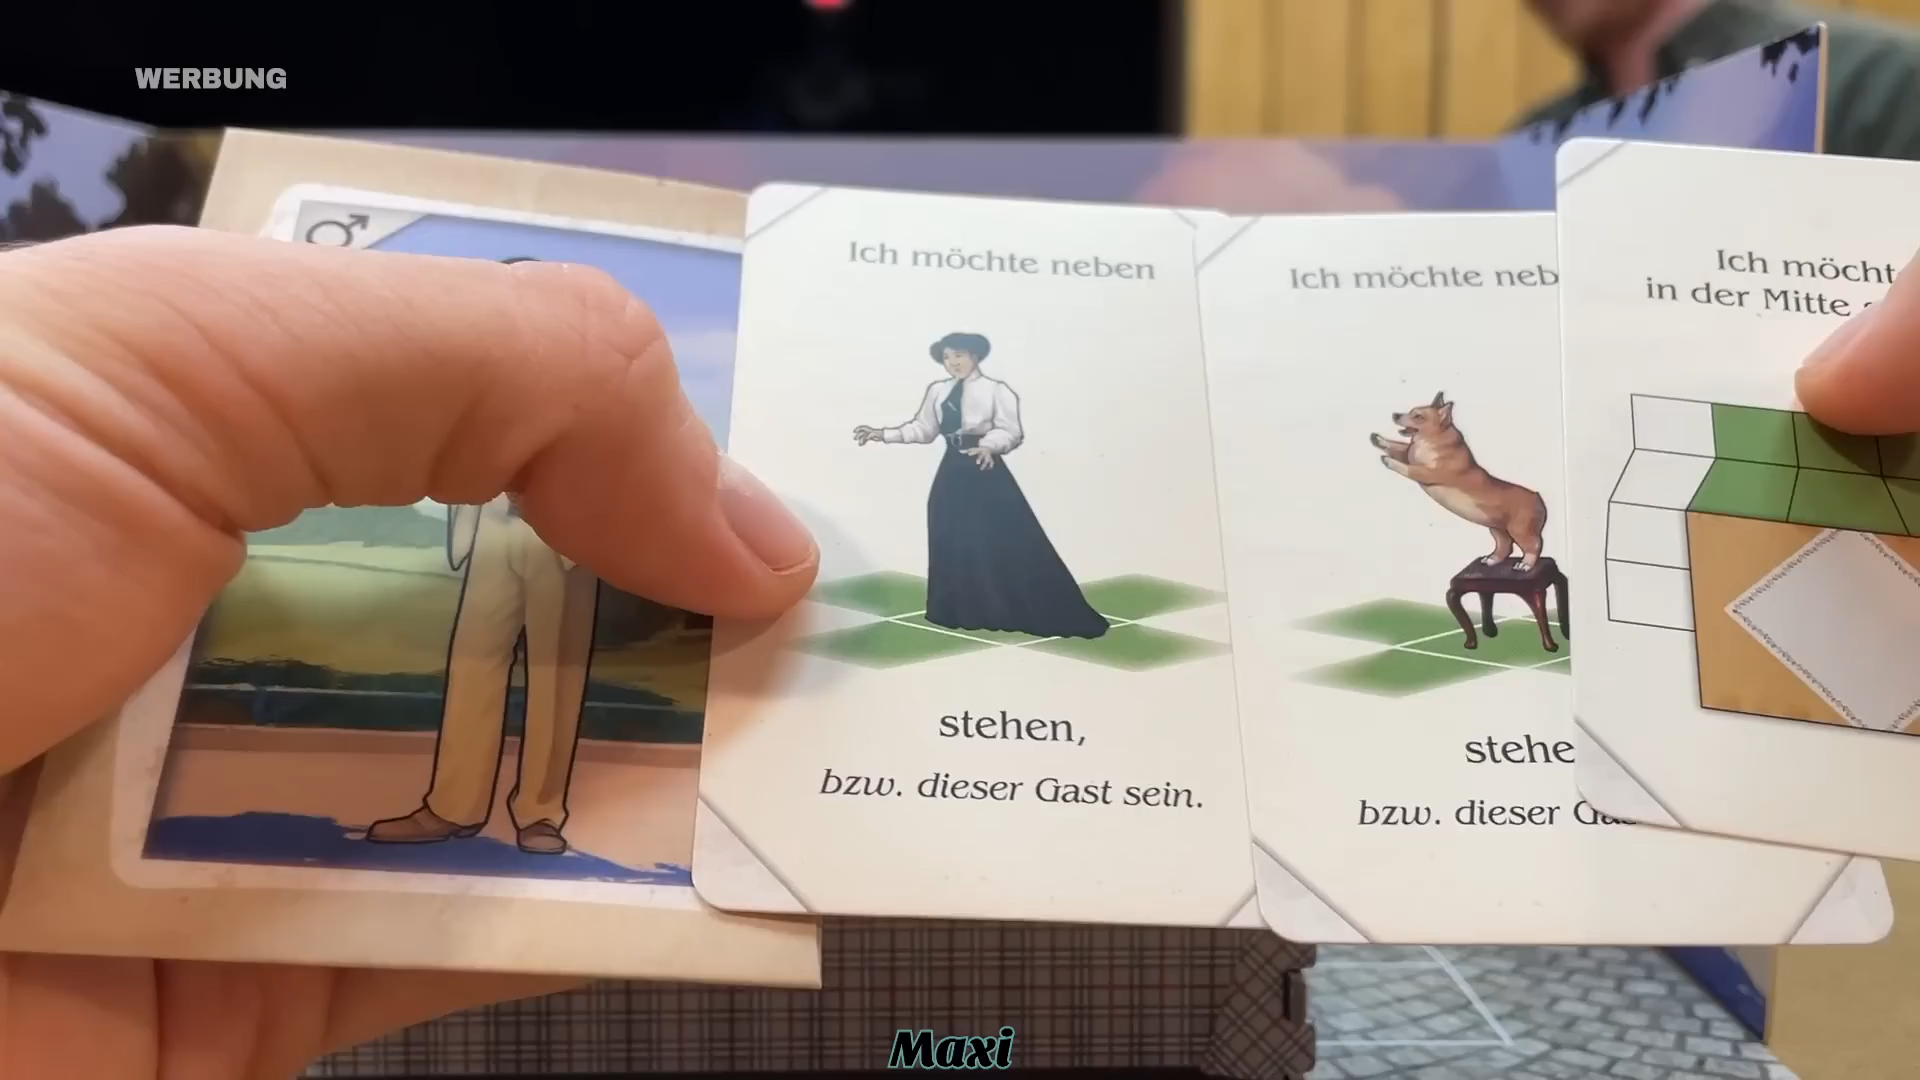 WERBUNG
Ich möchte neben
stehen,
bzw. dieser Gast sein.
Ich möchte neb
stehe
bzw. dieser
Ich möcht
in der Mitte
Maxi